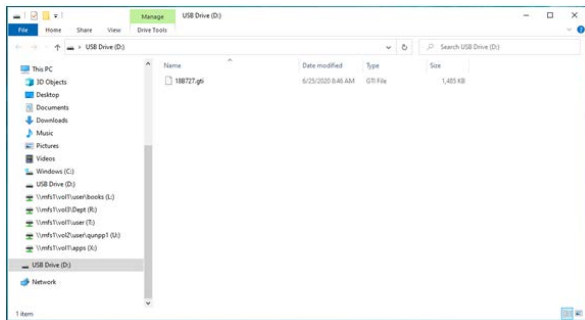 Manage
USB Drive (D:)
File
Home
Share
View
Drive Tools
USB Drive (D:)
Search USB Drive (D:)
This PC
3D Objects
Desktop
Documents
Downloads
Music
Pictures
Videos
Windows (C:)
USB Drive (D:)
\\mfs1\vol1\user\books (L:)
\\mfs1\vol3\Dept (R:)
\\mfs1\vol1\user (T:)
\\mfs1\vol2\user\qunpp1 (U:)
\\mfs1\vol1\apps (X:)
USB Drive (D:)
Network
Name
Date modified
Type
Size
18B727.gti
6/25/2020 8:46 AM
GTI File
1,485 KB
1 item